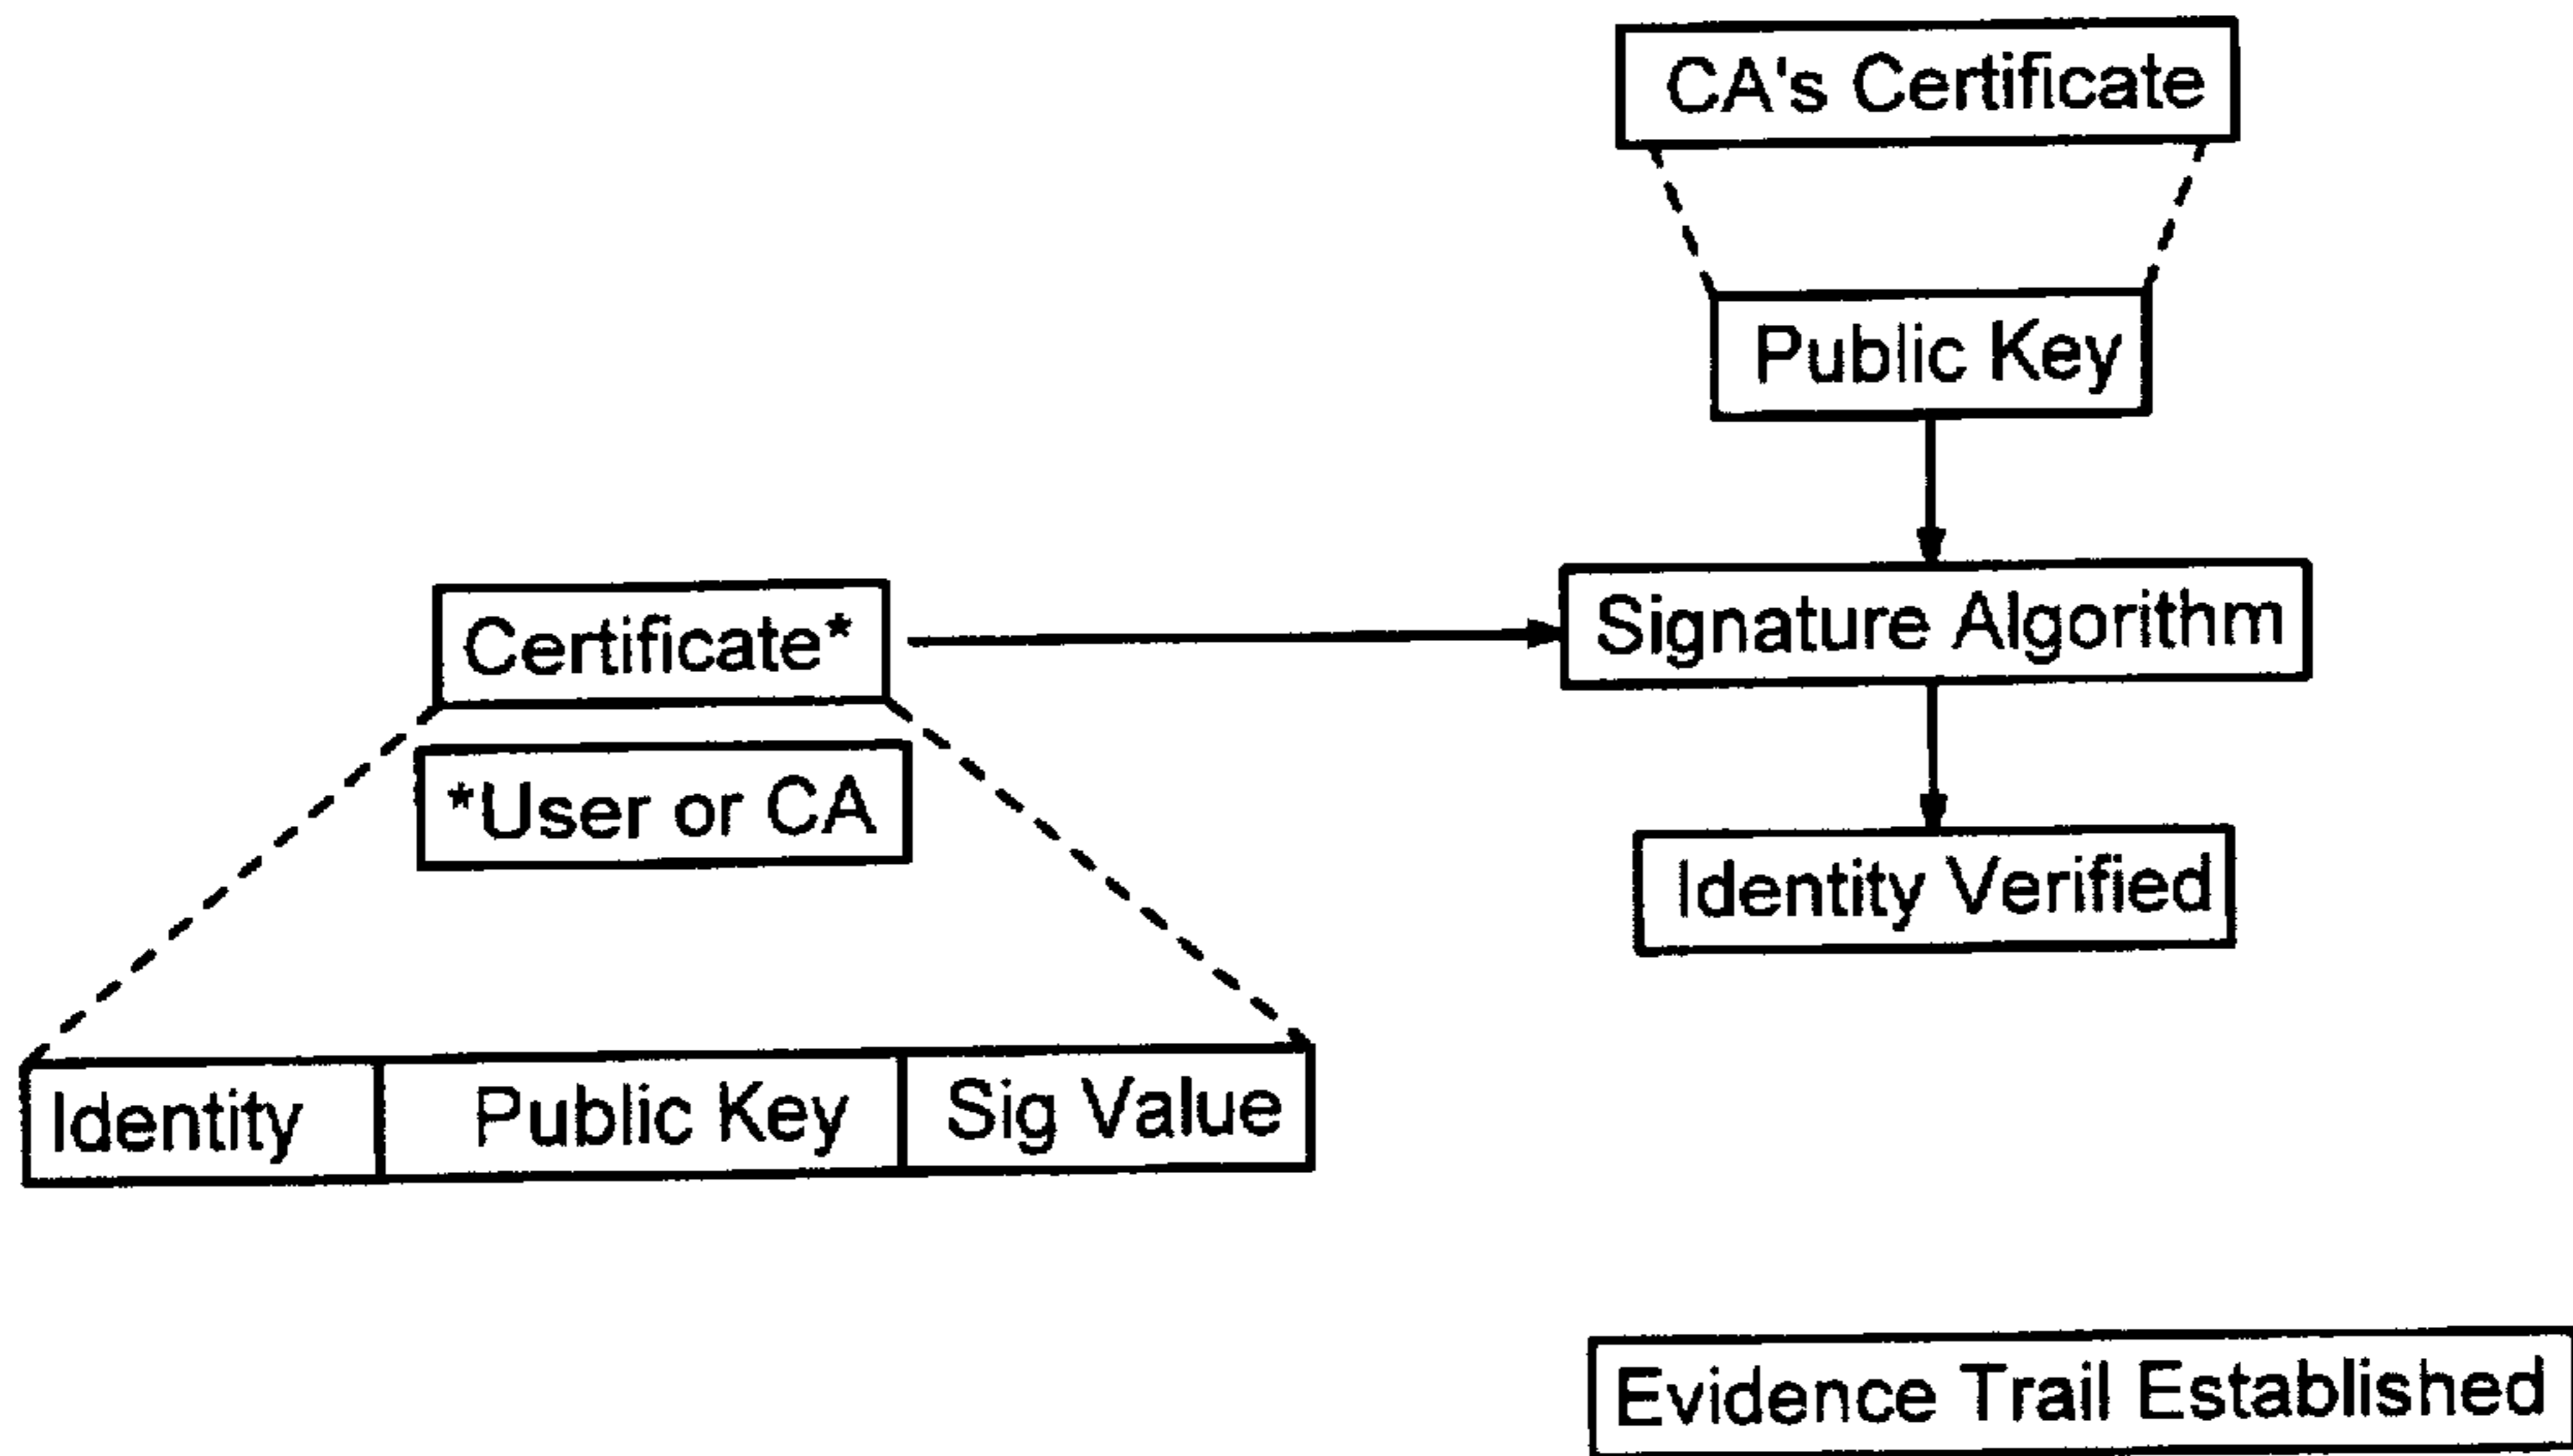 CA's Certificate
Public Key
Certificate*
Signature Algorithm
*User or CA
Identity Verified
Identity Public Key Sig Value
Evidence Trail Established